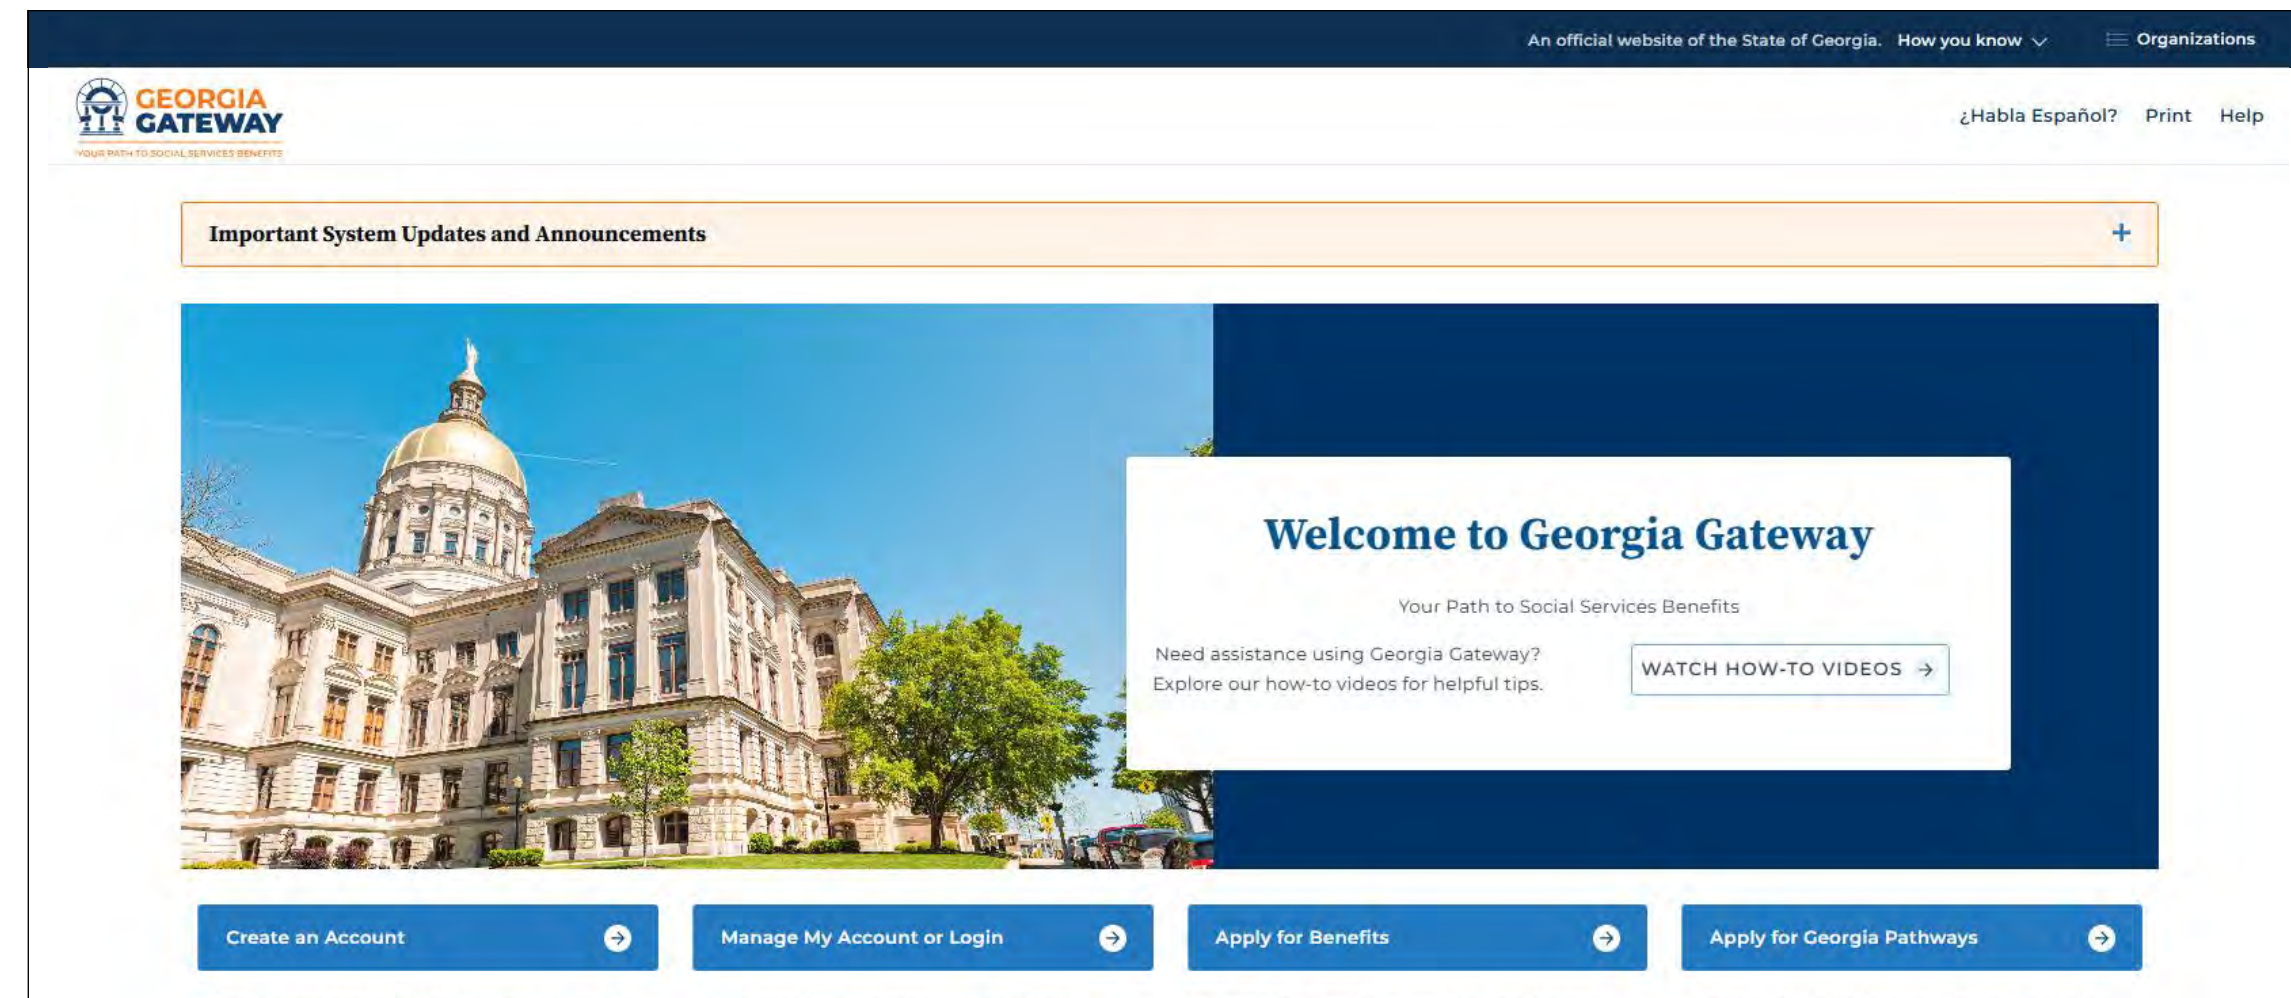 An official website of the State of Georgia. How you know
Organizations
GEORGIA
GATEWAY
YOUR PATH TO SOCIAL SERVICES BENEFITS
¿Habla Español? Print Help
Important System Updates and Announcements
Welcome to Georgia Gateway
Your Path to Social Services Benefits
Need assistance using Georgia Gateway?
Explore our how-to videos for helpful tips.
WATCH HOW-TO VIDEOS
Create an Account
Manage My Account or Login
Apply for Benefits
Apply for Georgia Pathways